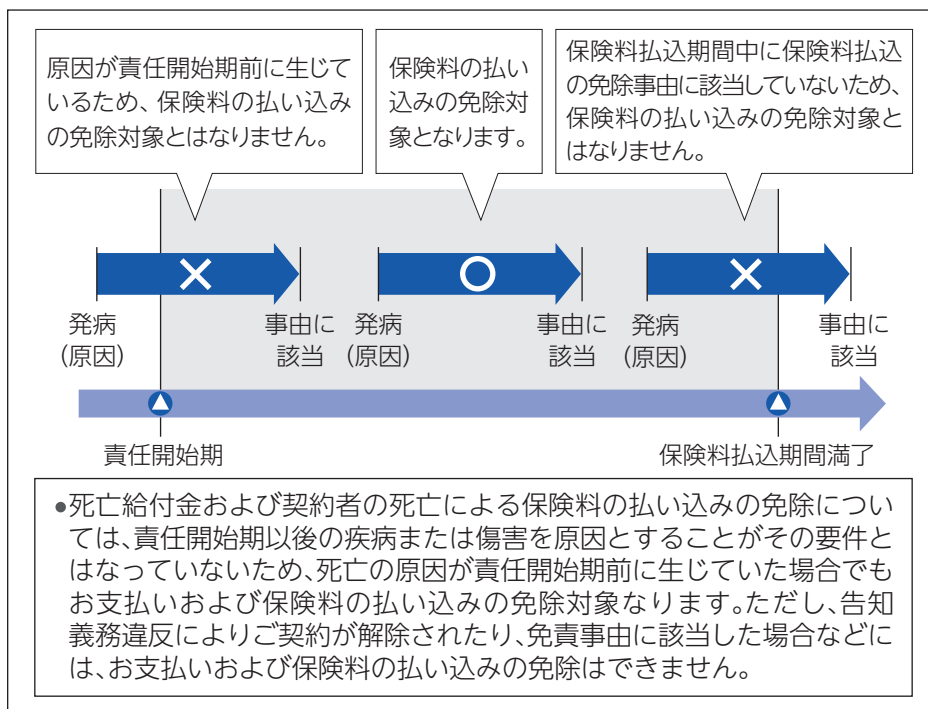 原因が責任開始期前に生じて
いるため、保険料の払い込み
の免除対象とはなりません。
保険料の払い
込みの免除対
象となります。
保険料払込期間中に保険料払込
の免除事由に該当していないため、
保険料の払い込みの免除対象と
はなりません。
発病
(原因)
事由に
該当
発病
(原因)
事由に
該当
発病
(原因)
事由に
該当
責任開始期
保険料払込期間満了
●死亡給付金および契約者の死亡による保険料の払い込みの免除につい
ては、責任開始期以後の疾病または傷害を原因とすることがその要件と
はなっていないため、死亡の原因が責任開始期前に生じていた場合でも
お支払いおよび保険料の払い込みの免除対象なります。ただし、告知
義務違反によりご契約が解除されたり、免責事由に該当した場合などに
は、お支払いおよび保険料の払い込みの免除はできません。